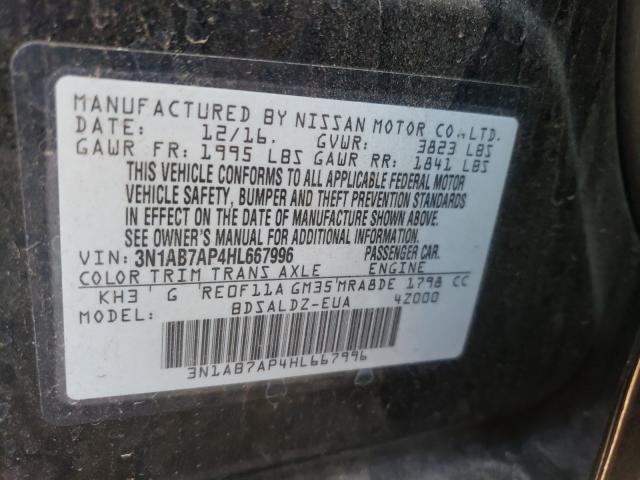 MANUFACTURED BY NISSAN MOTOR CO.,LTD.
DATE: 12/16. GVWR: 3823 LBS
GAWR FR: 1995 LBS GAWR RR: 1841 LBS
THIS VEHICLE CONFORMS TO ALL APPLICABLE FEDERAL MOTOR
VEHICLE SAFETY, BUMPER AND THEFT PREVENTION STANDARDS
IN EFFECT ON THE DATE OF MANUFACTURE SHOWN ABOVE.
SEE OWNER'S MANUAL FOR ADDITIONAL INFORMATION.
VIN: 3N1AB7AP4HL667996 PASSENGER CAR.
COLOR TRIM TRANS AXLE ENGINE
KH3 G RE0F11A GM35 MRA8DE 1798 CC
MODEL: BDSALDZ-EUA 4Z000
3N1AB7AP4HL667996